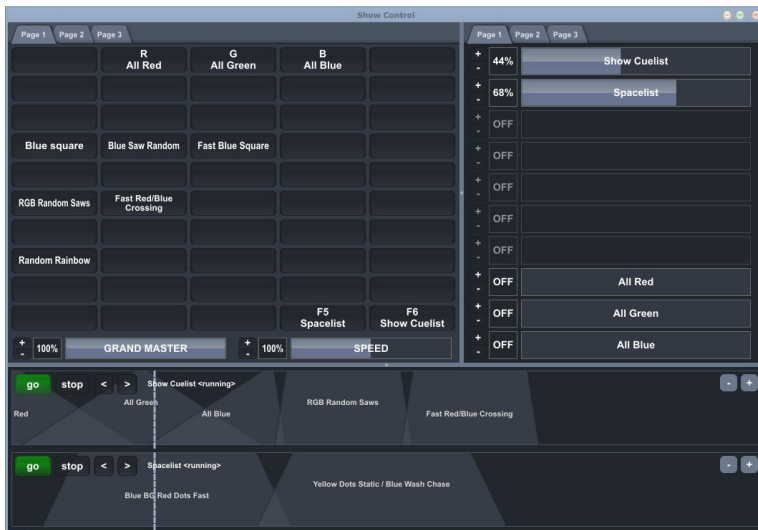 Show Control
Page 1 Page 2 Page 3
R
All Red
G
All Green
B
All Blue
Blue square
Blue Saw Random
Fast Blue Square
RGB Random Saws
Fast Red/Blue
Crossing
Random Rainbow
F5
Spacelist
F6
Show Cuelist
+
-
100%
GRAND MASTER
+
-
100%
SPEED
Page 1 Page 2 Page 3
+
-
44%
Show Cuelist
+
-
68%
Spacelist
+
-
OFF
+
-
OFF
+
-
OFF
+
-
OFF
+
-
OFF
+
-
OFF
All Red
+
-
OFF
All Green
+
-
OFF
All Blue
go stop < > Show Cuelist <running> - +
Red
All Green
All Blue
RGB Random Saws
Fast Red/Blue Crossing
go stop < > Spacelist <running> - +
Blue BG Red Dots Fast
Yellow Dots Static / Blue Wash Chase